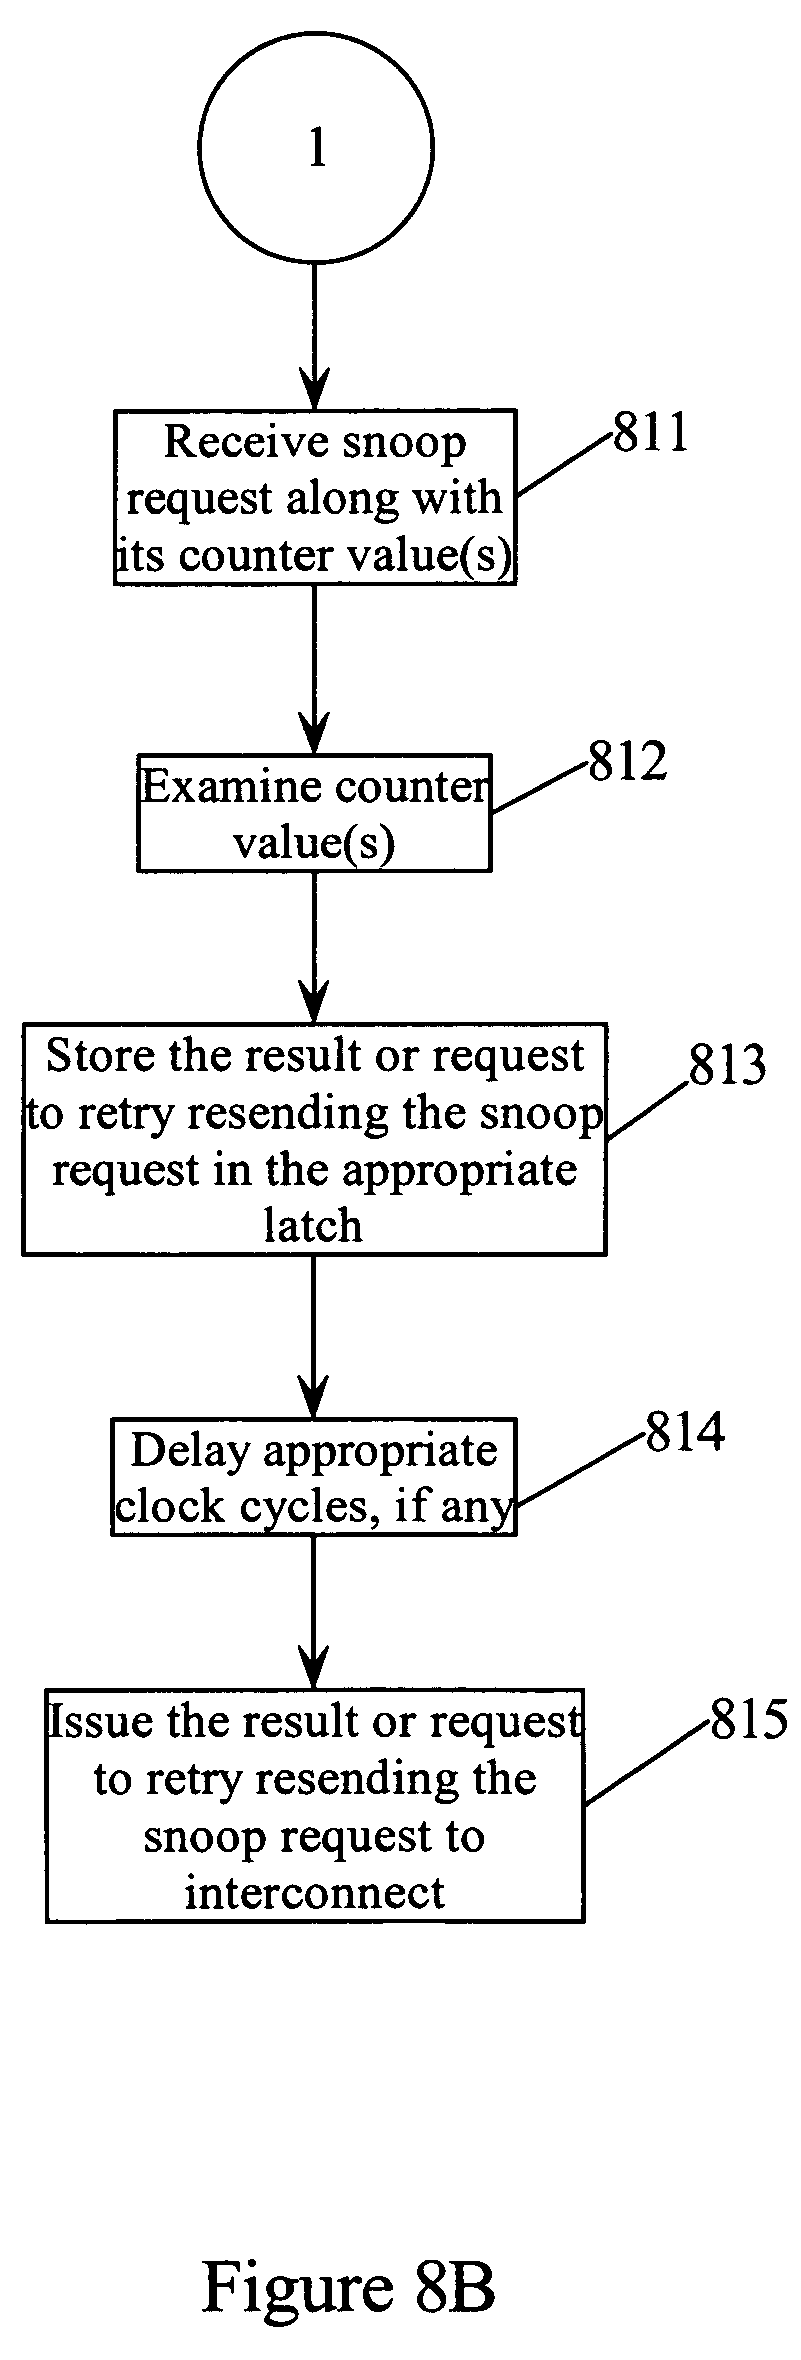 1
Receive snoop
request along with
its counter value(s)
811
Examine counter
value(s)
812
Store the result or request
to retry resending the snoop
request in the appropriate
latch
813
Delay appropriate
clock cycles, if any
814
Issue the result or request
to retry resending the
snoop request to
interconnect
815
Figure 8B